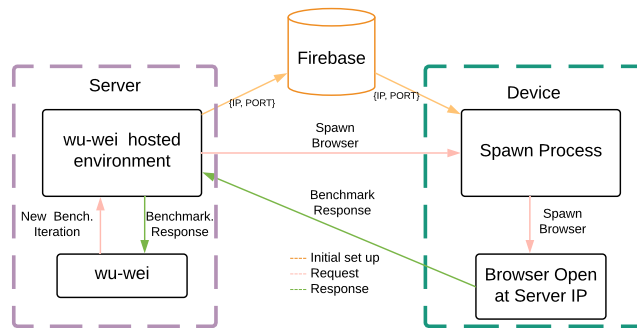 Firebase
Server
Device
{IP, PORT}
{IP, PORT}
wu-wei hosted
environment
Spawn
Browser
Spawn Process
New Bench.
Iteration
Benchmark.
Response
Benchmark
Response
Spawn
Browser
wu-wei
Initial set up
Request
Response
Browser Open
at Server IP